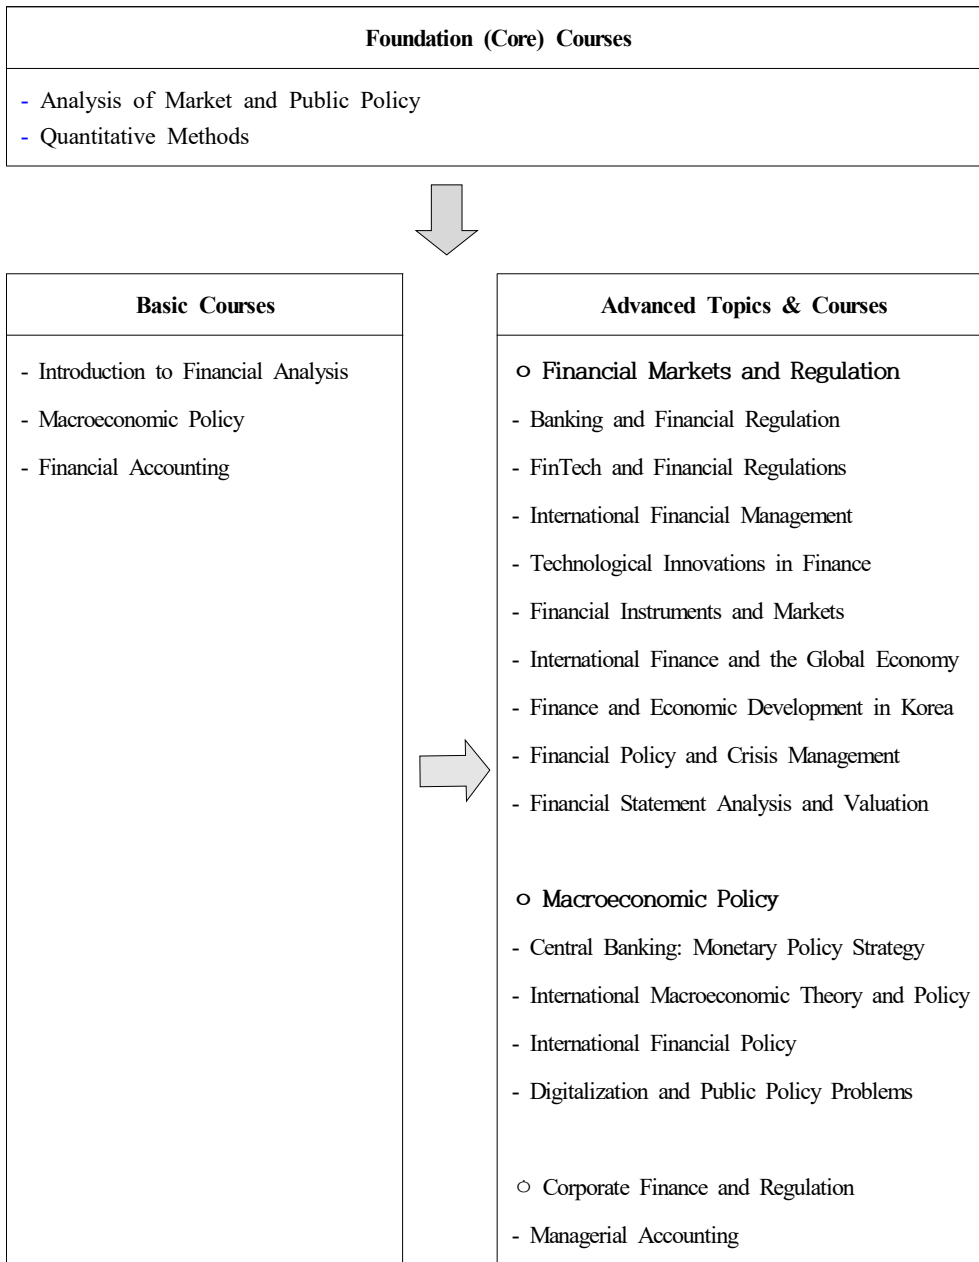 Foundation (Core) Courses
- Analysis of Market and Public Policy
- Quantitative Methods
Basic Courses
- Introduction to Financial Analysis
- Macroeconomic Policy
- Financial Accounting
Advanced Topics & Courses
ㅇ Financial Markets and Regulation
- Banking and Financial Regulation
- FinTech and Financial Regulations
- International Financial Management
- Technological Innovations in Finance
- Financial Instruments and Markets
- International Finance and the Global Economy
- Finance and Economic Development in Korea
- Financial Policy and Crisis Management
- Financial Statement Analysis and Valuation
ㅇ Macroeconomic Policy
- Central Banking: Monetary Policy Strategy
- International Macroeconomic Theory and Policy
- International Financial Policy
- Digitalization and Public Policy Problems
ㅇ Corporate Finance and Regulation
- Managerial Accounting